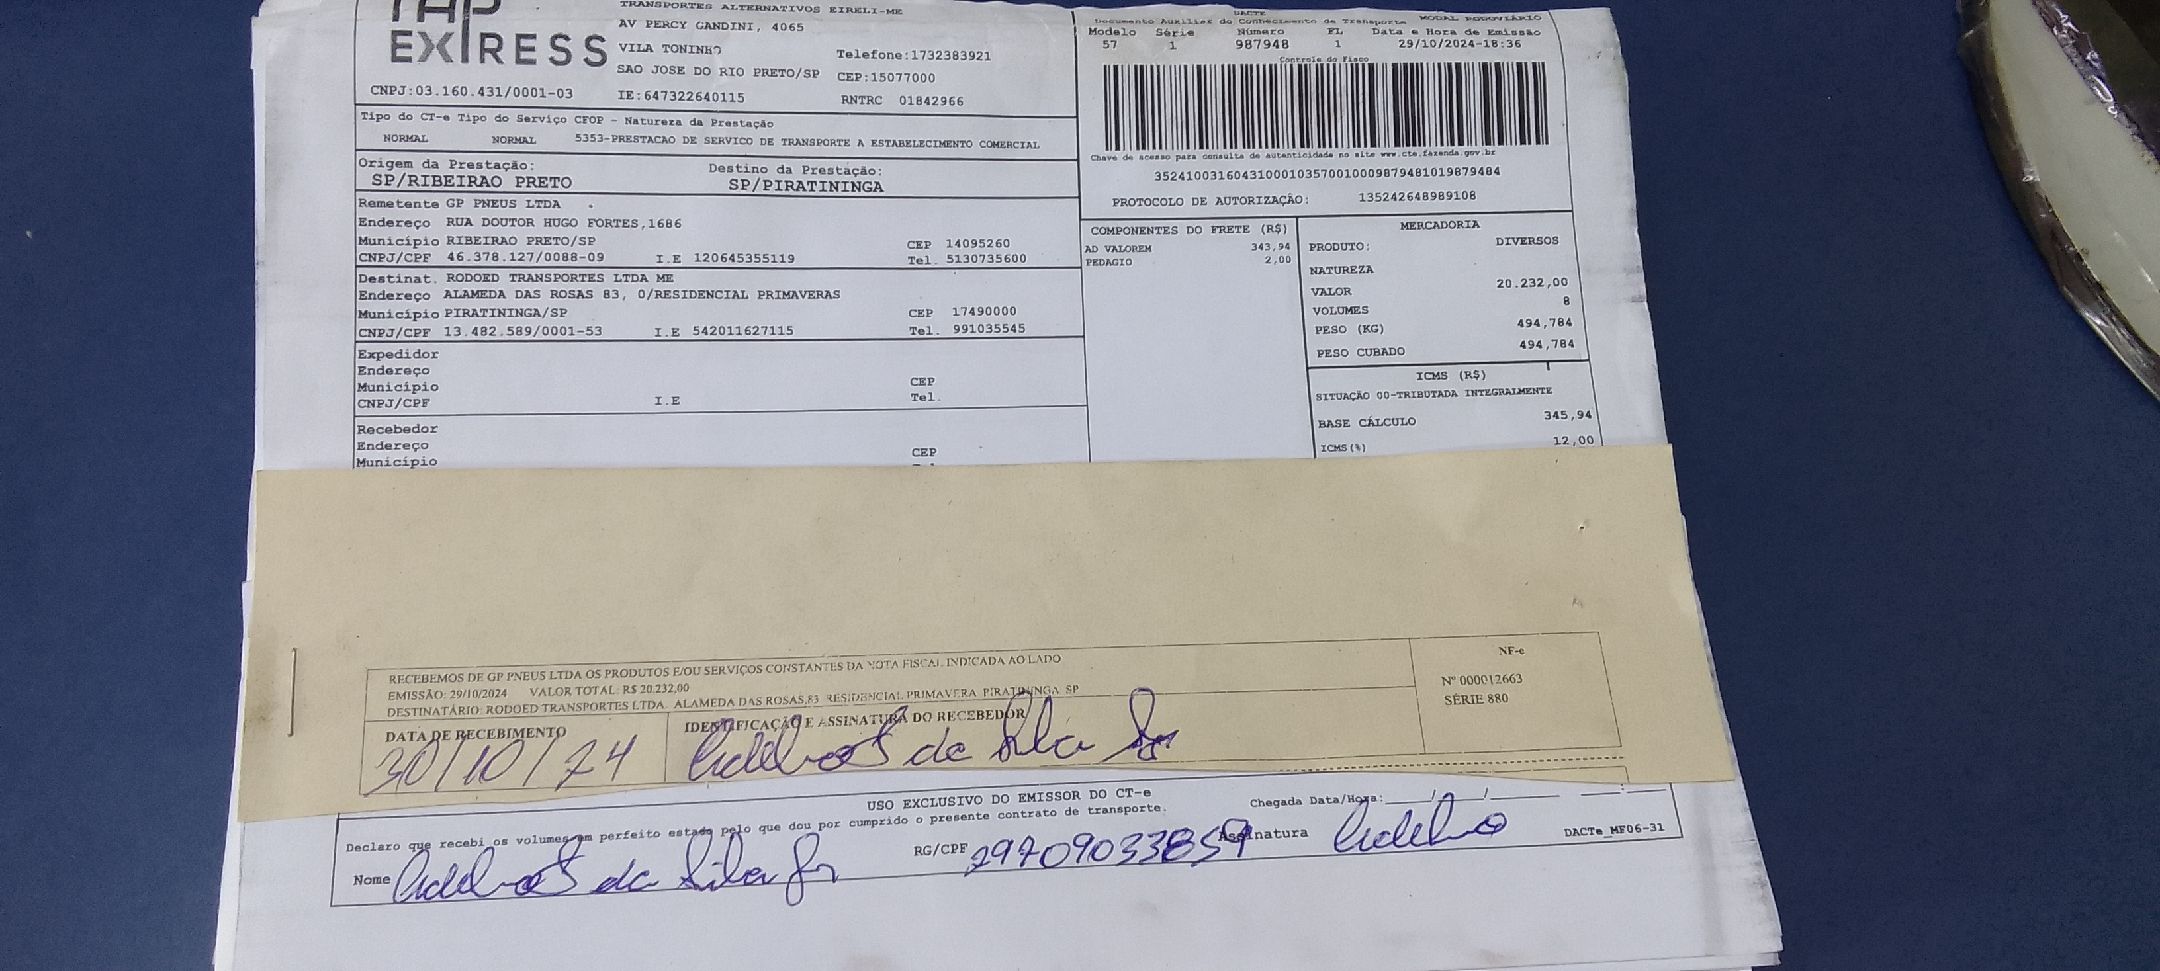 TAP
EXPRESS
TRANSPORTES ALTERNATIVOS EIRELI-ME
AV PERCY GANDINI, 4065
VILA TONINHO
Telefone:1732383921
SAO JOSE DO RIO PRETO/SP
CEP:15077000
CNPJ:03.160.431/0001-03
IE:647322640115
RNTRC 01842966
DACTE
Documento Auxiliar do Conhecimento de Transporte MODAL RODOVIÁRIO
Modelo Série Número FL Data e Hora de Emissão
57 1 987948 1 29/10/2024-18:36
Controle do Fisco
Chave de acesso para consulta de autenticidade no site www.cte.fazenda.gov.br
35241003160431000103570010009879481019879484
PROTOCOLO DE AUTORIZAÇÃO: 135242648989108
Tipo do CT-e Tipo do Serviço CFOP - Natureza da Prestação
NORMAL NORMAL 5353-PRESTACAO DE SERVICO DE TRANSPORTE A ESTABELECIMENTO COMERCIAL
Origem da Prestação: Destino da Prestação:
SP/RIBEIRAO PRETO SP/PIRATININGA
Remetente GP PNEUS LTDA
Endereço RUA DOUTOR HUGO FORTES,1686
Município RIBEIRAO PRETO/SP CEP 14095260
CNPJ/CPF 46.378.127/0088-09 I.E 120645355119 Tel. 5130735600
Destinat. RODOED TRANSPORTES LTDA ME
Endereço ALAMEDA DAS ROSAS 83, 0/RESIDENCIAL PRIMAVERAS
Município PIRATININGA/SP CEP 17490000
CNPJ/CPF 13.482.589/0001-53 I.E 542011627115 Tel. 991035545
Expedidor
Endereço
Município CEP
CNPJ/CPF I.E Tel.
Recebedor
Endereço
Município CEP
COMPONENTES DO FRETE (R$)
AD VALOREM 343,94
PEDAGIO 2,00
MERCADORIA
PRODUTO: DIVERSOS
NATUREZA
VALOR 20.232,00
VOLUMES 8
PESO (KG) 494,784
PESO CUBADO 494,784
ICMS (R$)
SITUAÇÃO 00-TRIBUTADA INTEGRALMENTE
BASE CÁLCULO 345,94
ICMS(%) 12,00
RECEBEMOS DE GP PNEUS LTDA OS PRODUTOS E/OU SERVIÇOS CONSTANTES DA NOTA FISCAL INDICADA AO LADO
EMISSÃO: 29/10/2024 VALOR TOTAL: R$ 20.232,00
DESTINATÁRIO: RODOED TRANSPORTES LTDA. ALAMEDA DAS ROSAS,83 RESIDENCIAL PRIMAVERA PIRATININGA SP
NF-e
Nº 000012663
SÉRIE 880
DATA DE RECEBIMENTO
30/10/24
IDENTIFICAÇÃO E ASSINATURA DO RECEBEDOR
da Silva Jr
USO EXCLUSIVO DO EMISSOR DO CT-e
Declaro que recebi os volumes em perfeito estado pelo que dou por cumprido o presente contrato de transporte.
Chegada Data/Hora: / / :
Nome da Silva Jr RG/CPF 29709033859 Assinatura
DACTe_MF06-31